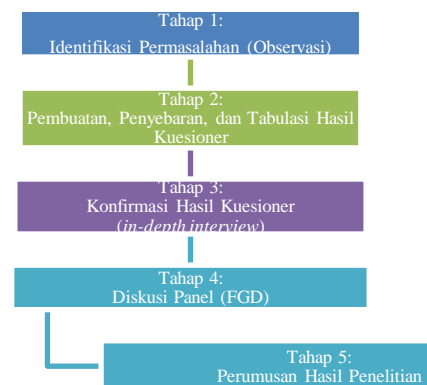 Tahap 1:
Identifikasi Permasalahan (Observasi)
Tahap 2:
Pembuatan, Penyebaran, dan Tabulasi Hasil
Kuesioner
Tahap 3:
Konfirmasi Hasil Kuesioner
(in-depth interview)
Tahap 4:
Diskusi Panel (FGD)
Tahap 5:
Perumusan Hasil Penelitian